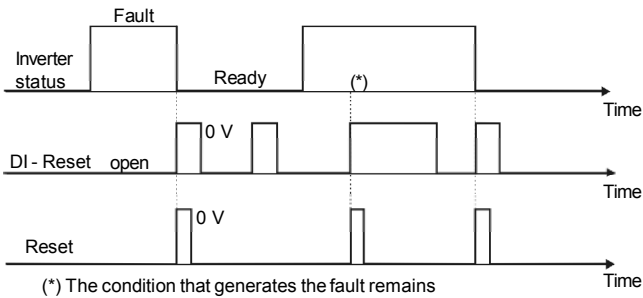 Fault
Inverter
status
Ready
(*)
Time
0 V
DI - Reset open
Time
0 V
Reset
Time
(*) The condition that generates the fault remains